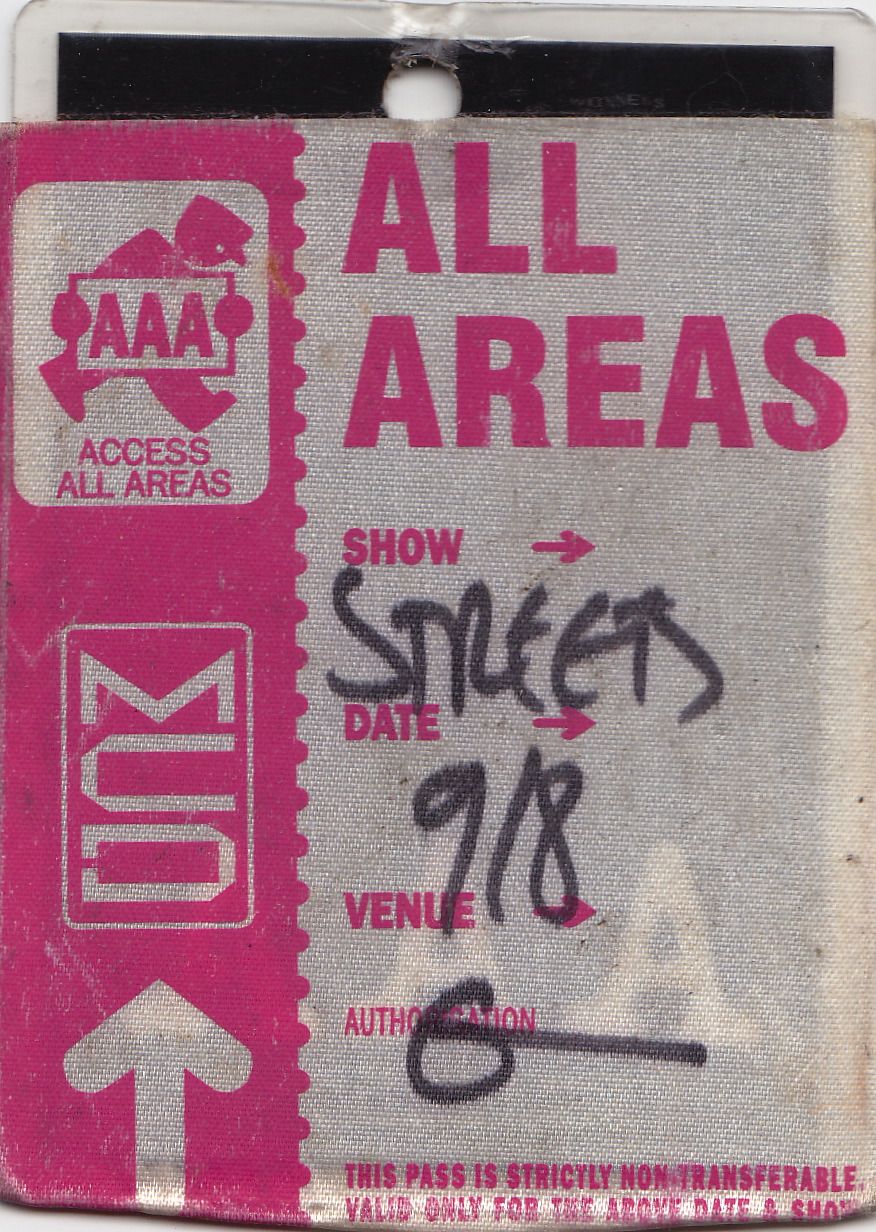 ALL
AREAS
AAA
ACCESS
ALL AREAS
SHOW
STREETS
DATE
9/8
VENUE
AUTHORISATION
THIS PASS IS STRICTLY NON TRANSFERABLE.
VALID ONLY FOR THE ABOVE DATE & SHOW